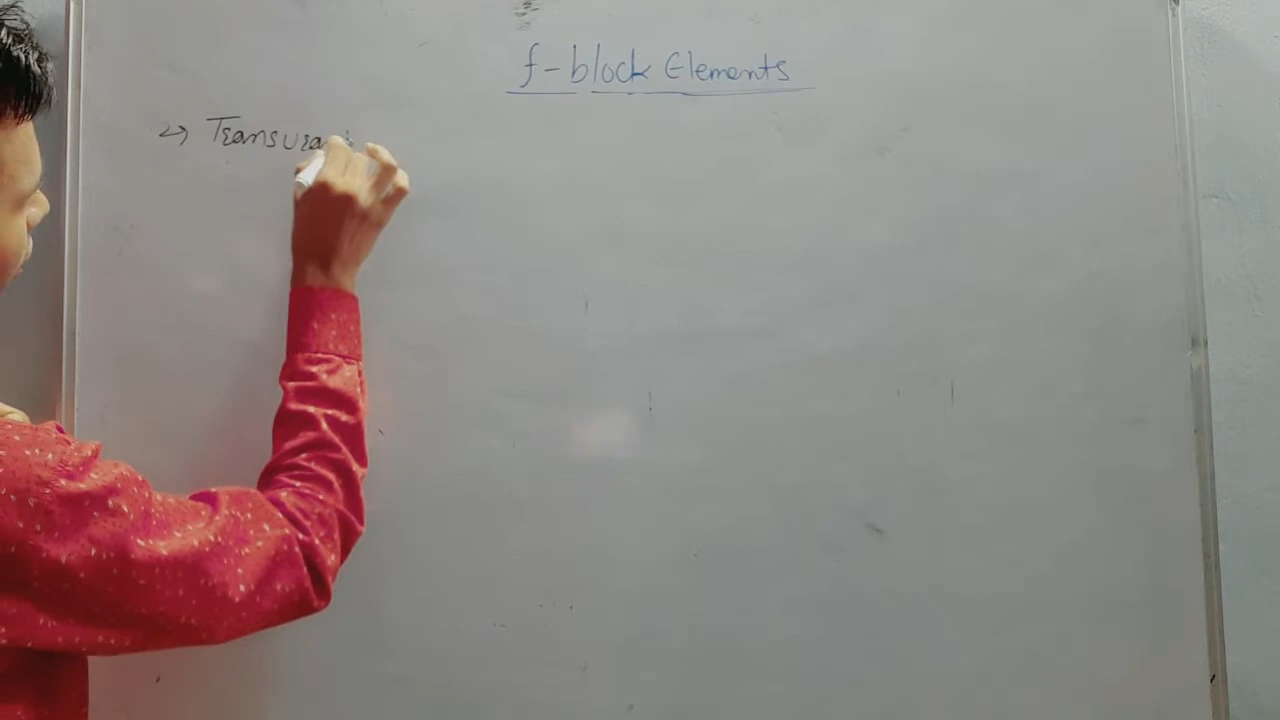 f-block Elements
→ Transura